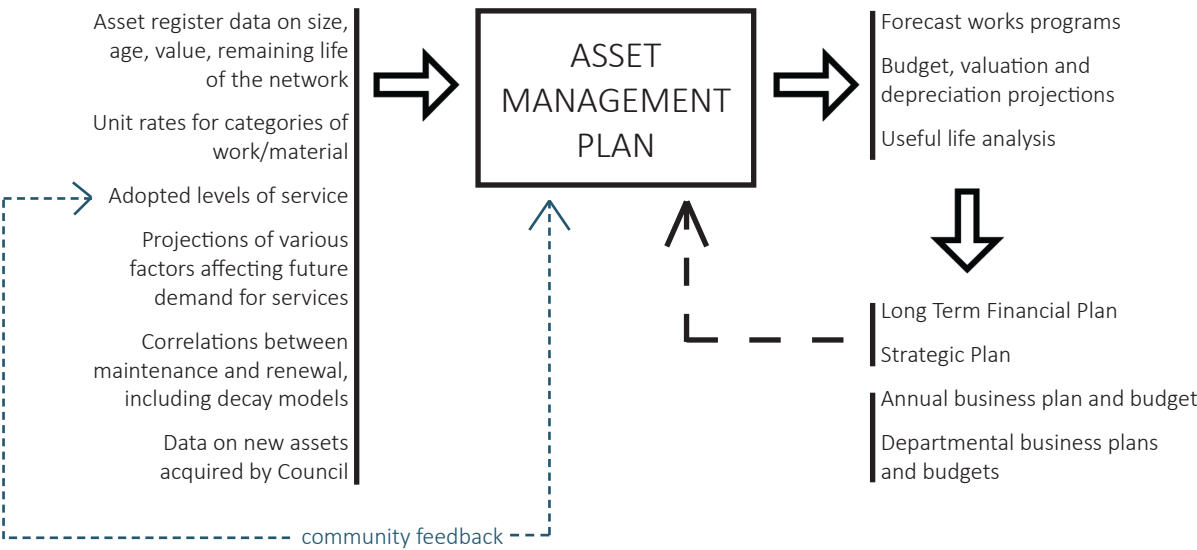 Asset register data on size,
age, value, remaining life
of the network
Unit rates for categories of
work/material
Adopted levels of service
Projections of various
factors affecting future
demand for services
Correlations between
maintenance and renewal,
including decay models
Data on new assets
acquired by Council
community feedback
ASSET
MANAGEMENT
PLAN
Forecast works programs
Budget, valuation and
depreciation projections
Useful life analysis
Long Term Financial Plan
Strategic Plan
Annual business plan and budget
Departmental business plans
and budgets